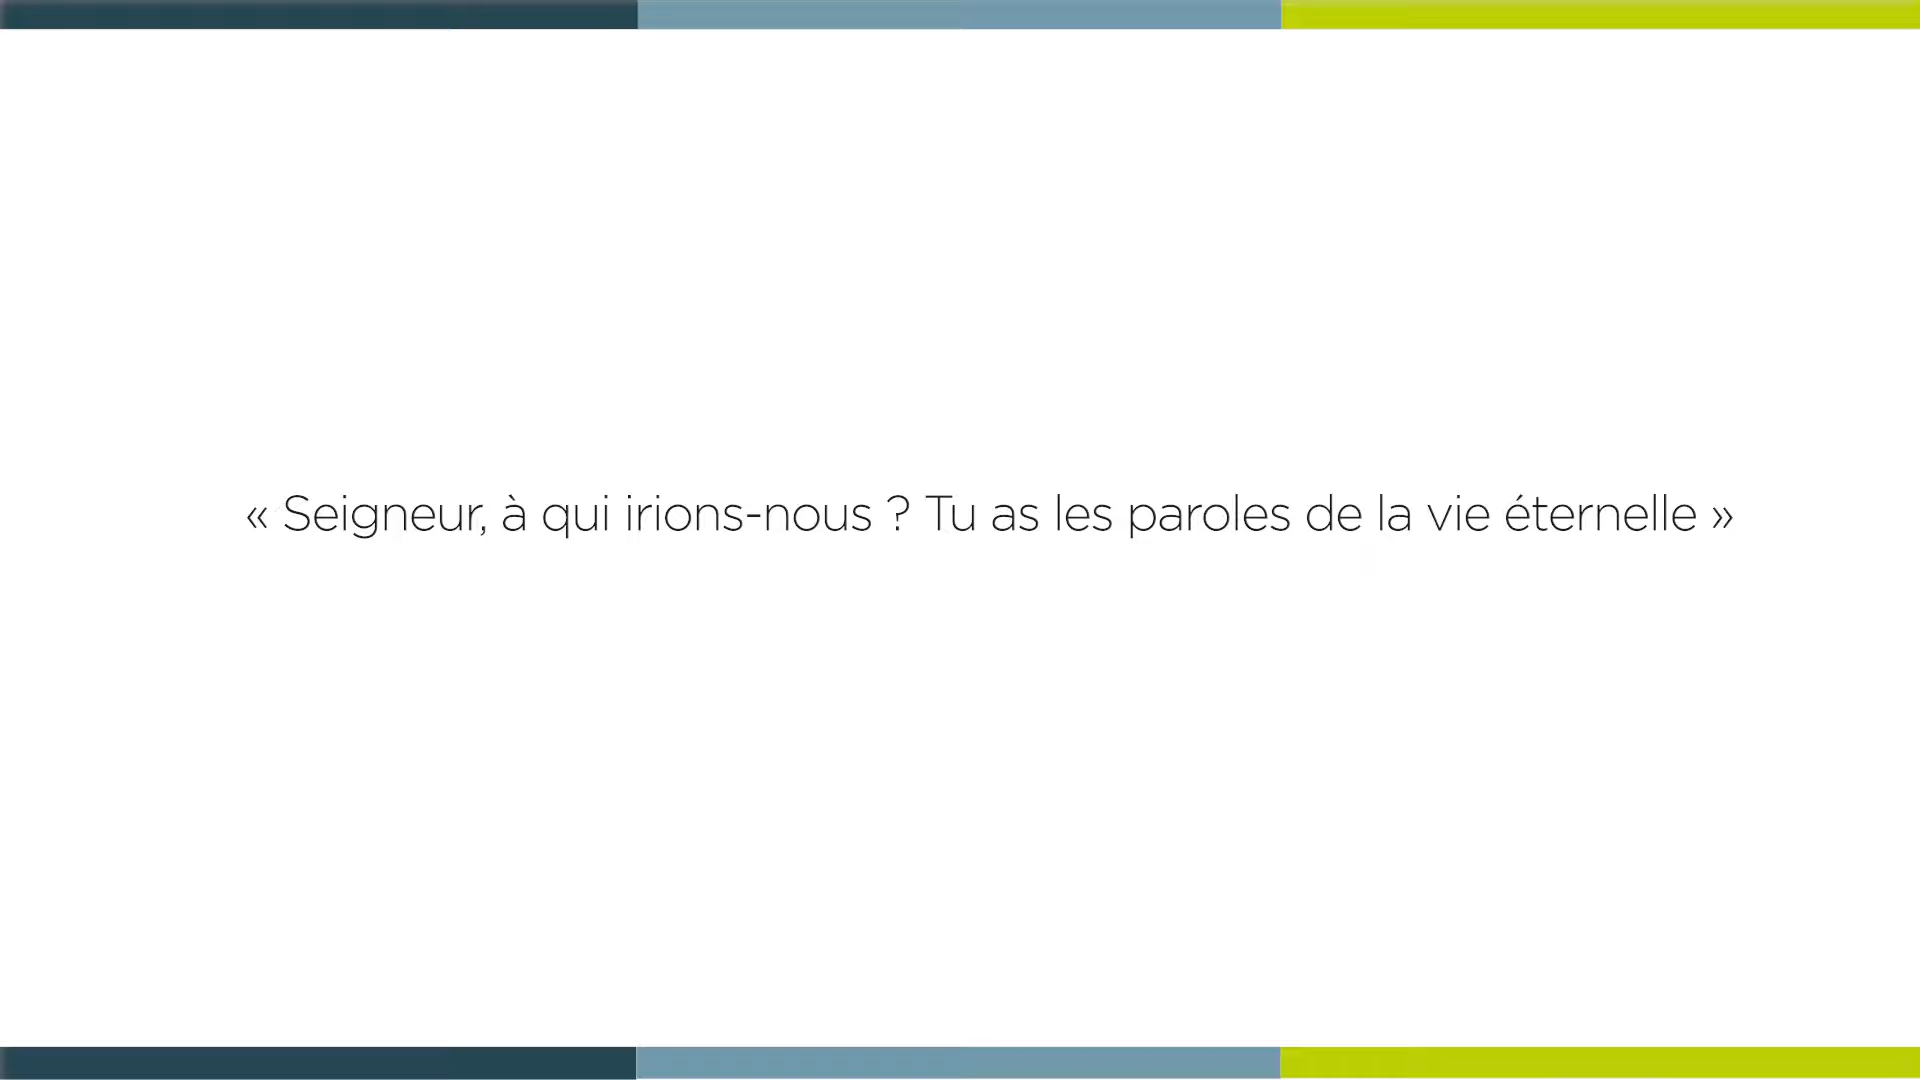 « Seigneur, à qui irions-nous ? Tu as les paroles de la vie éternelle »